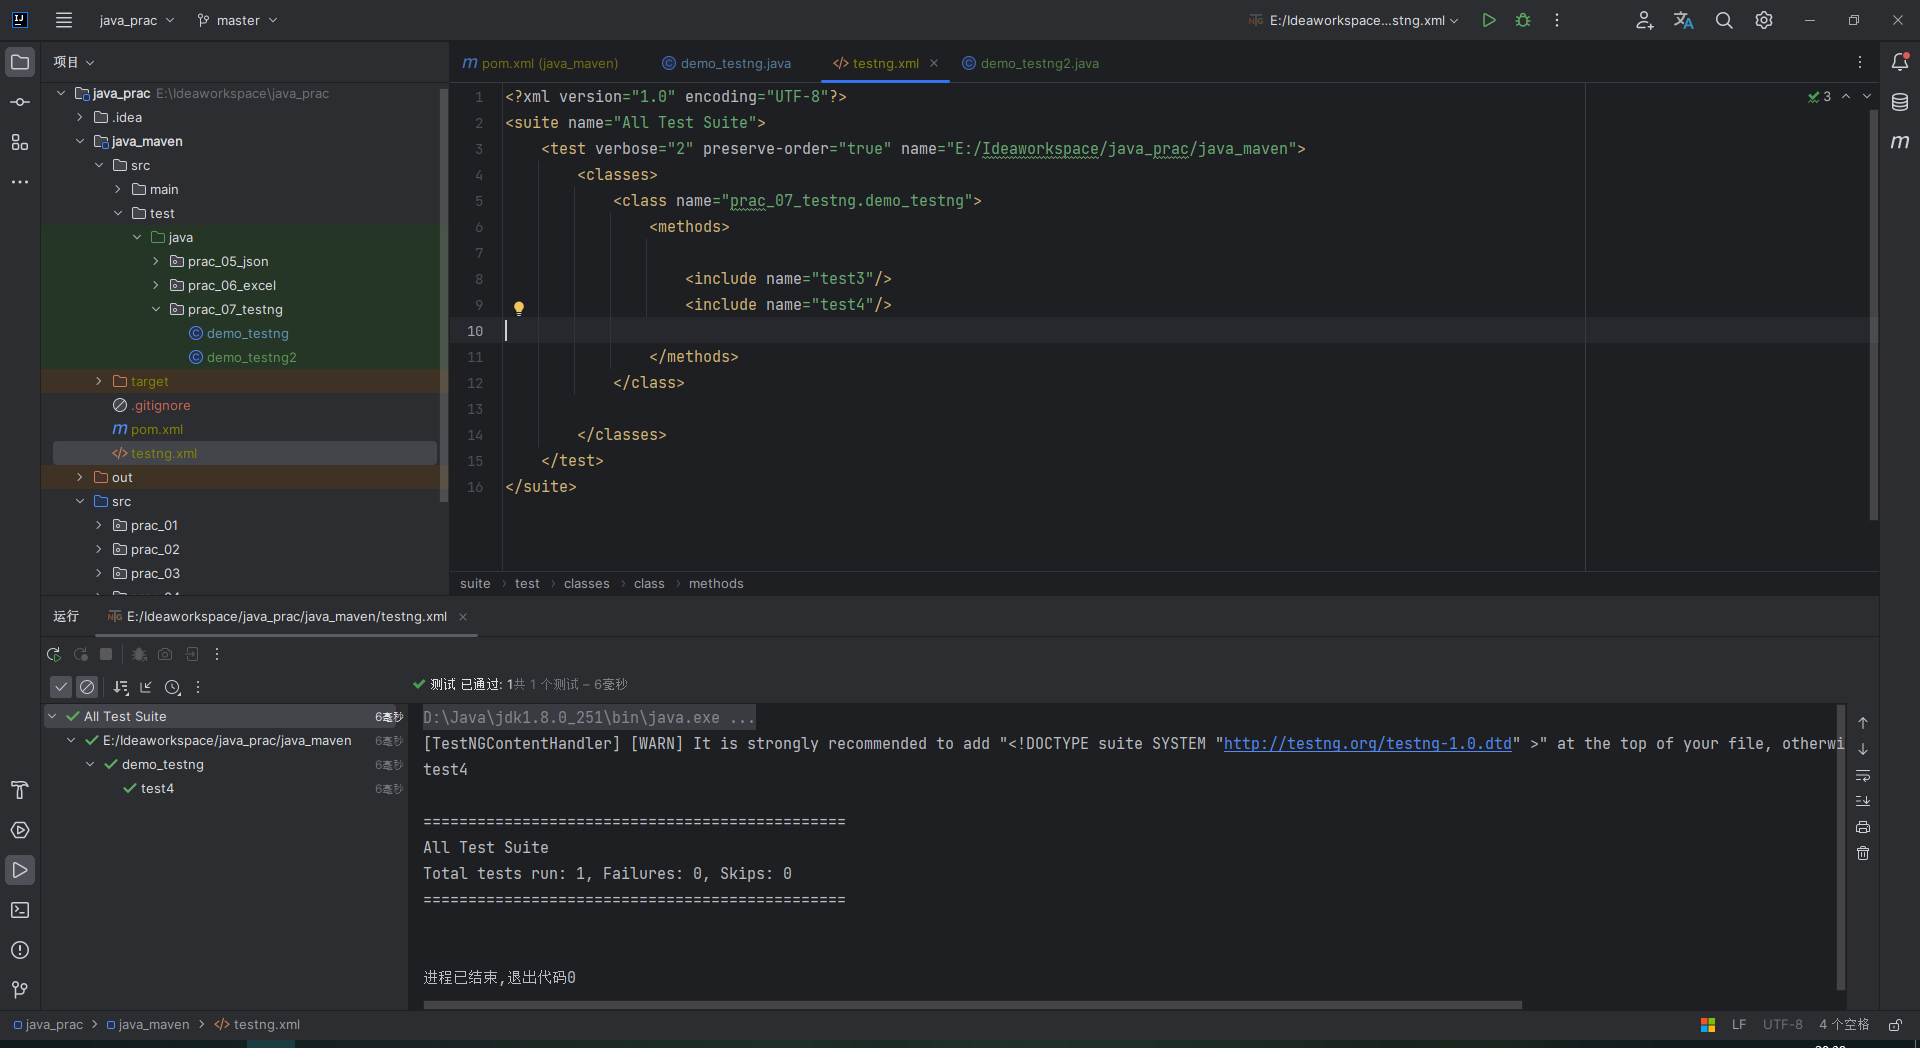 java_prac
master
E:/Ideaworkspace...stng.xml
项目
pom.xml (java_maven)
demo_testng.java
testng.xml
demo_testng2.java
java_prac E:\Ideaworkspace\java_prac
.idea
java_maven
src
main
test
java
prac_05_json
prac_06_excel
prac_07_testng
demo_testng
demo_testng2
target
.gitignore
pom.xml
testng.xml
out
src
prac_01
prac_02
prac_03
3
1 <?xml version="1.0" encoding="UTF-8"?>
2 <suite name="All Test Suite">
3 <test verbose="2" preserve-order="true" name="E:/Ideaworkspace/java_prac/java_maven">
4 <classes>
5 <class name="prac_07_testng.demo_testng">
6 <methods>
7
8 <include name="test3"/>
9 <include name="test4"/>
10
11 </methods>
12 </class>
13
14 </classes>
15 </test>
16 </suite>
suite > test > classes > class > methods
运行
E:/Ideaworkspace/java_prac/java_maven/testng.xml
测试 已通过: 1共 1 个测试 – 6毫秒
All Test Suite 6毫秒
E:/Ideaworkspace/java_prac/java_maven 6毫秒
demo_testng 6毫秒
test4 6毫秒
D:\Java\jdk1.8.0_251\bin\java.exe ...
[TestNGContentHandler] [WARN] It is strongly recommended to add "<!DOCTYPE suite SYSTEM "http://testng.org/testng-1.0.dtd" >" at the top of your file, otherwi
test4
===============================================
All Test Suite
Total tests run: 1, Failures: 0, Skips: 0
===============================================
进程已结束,退出代码0
java_prac > java_maven > testng.xml
LF
UTF-8
4 个空格